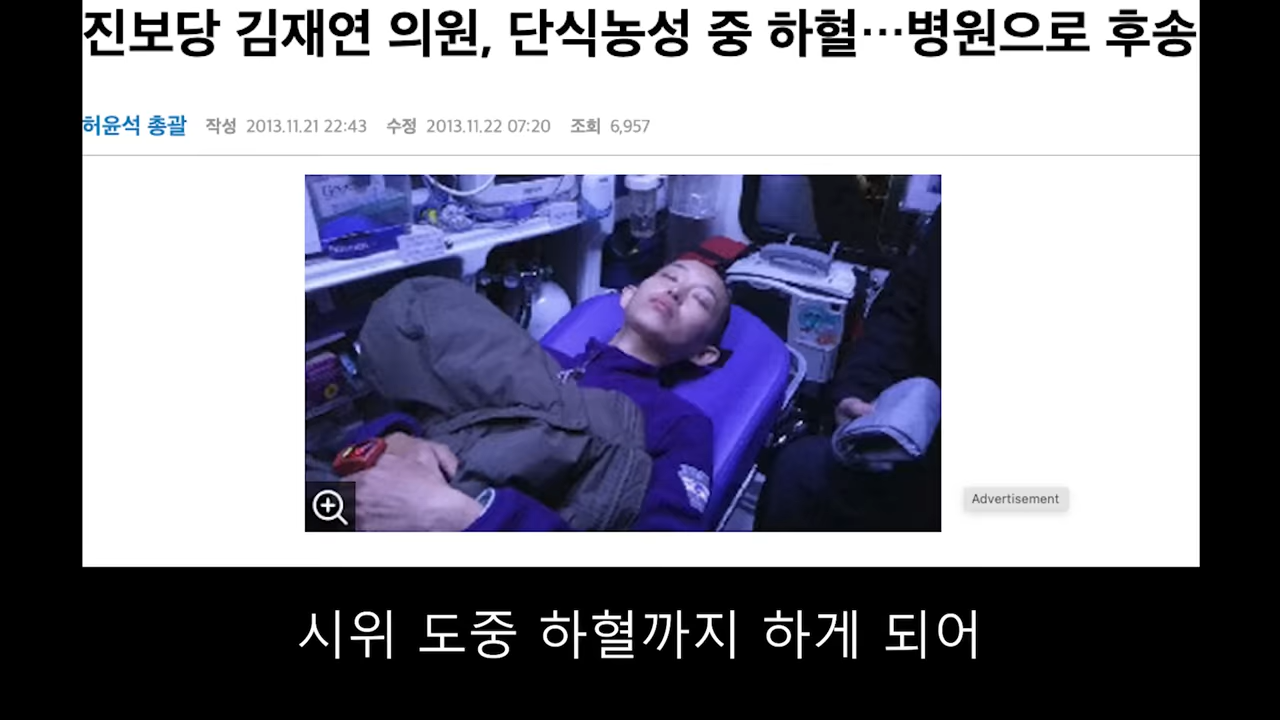 진보당 김재연 의원, 단식농성 중 하혈…병원으로 후송
허윤석 총괄 작성 2013.11.21 22:43 수정 2013.11.22 07:20 조회 6,957
Advertisement
시위 도중 하혈까지 하게 되어